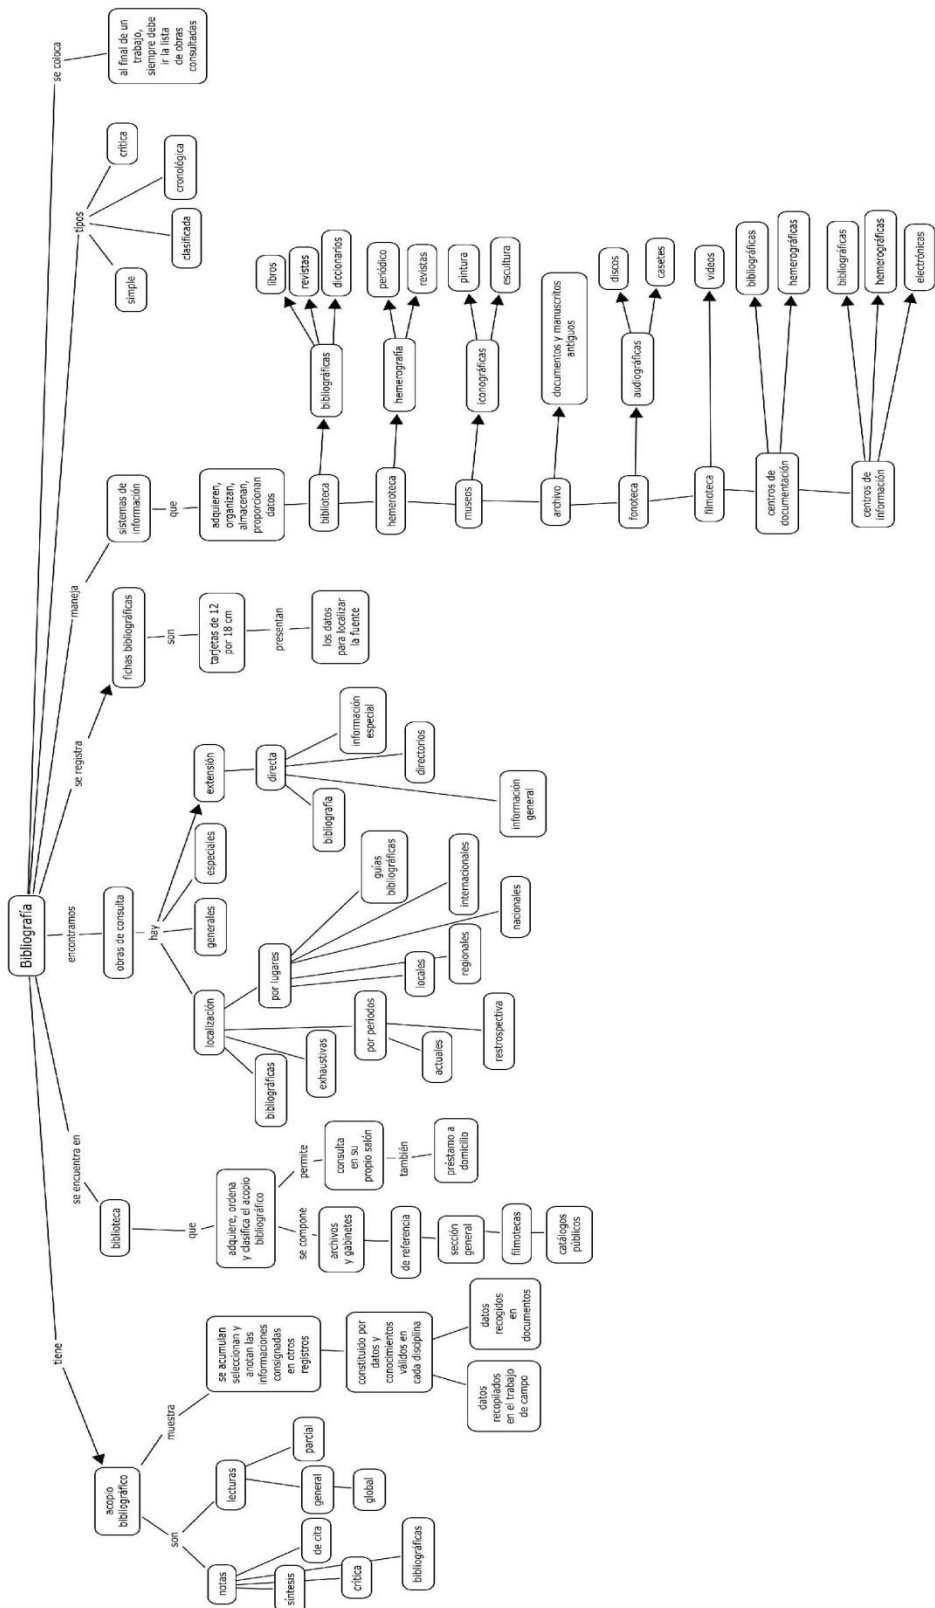 Bibliografía
tiene
acopio
bibliográfico
son
notas
síntesis
de cita
crítica
bibliográficas
lecturas
general
global
parcial
muestra
se acumulan
seleccionan y
anotan las
informaciones
consignadas
en otros
registros
constituido por
datos y
conocimientos
válidos en
cada disciplina
datos
recopilados
en el trabajo
de campo
datos
recogidos
en
documentos
se encuentra en
biblioteca
que
adquiere, ordena
y clasifica el acopio
bibliográfico
se compone
archivos
y gabinetes
de referencia
sección
general
filmotecas
catálogos
públicos
permite
consulta
en su
propio salón
también
préstamo a
domicilio
encontramos
obras de consulta
hay
localización
bibliográficas
exhaustivas
por periodos
actuales
restrospectiva
por lugares
locales
regionales
nacionales
internacionales
guías
bibliográficas
generales
especiales
extensión
directa
bibliografía
información
general
directorios
información
especial
se registra
fichas bibliográficas
son
tarjetas de 12
por 18 cm
presentan
los datos
para localizar
la fuente
maneja
sistemas de
información
que
adquieren,
organizan,
almacenan,
proporcionan
datos
biblioteca
bibliográficas
libros
revistas
diccionarios
hemeroteca
hemerografía
periódico
revistas
museos
iconográficas
pintura
escultura
archivo
documentos y manuscritos
antiguos
fonoteca
audiográficas
discos
casetes
filmoteca
videos
centros de
documentación
bibliográficas
hemerográficas
centros de
información
bibliográficas
hemerográficas
electrónicas
tipos
simple
clasificada
cronológica
crítica
se coloca
al final de un
trabajo,
siempre debe
ir la lista
de obras
consultadas